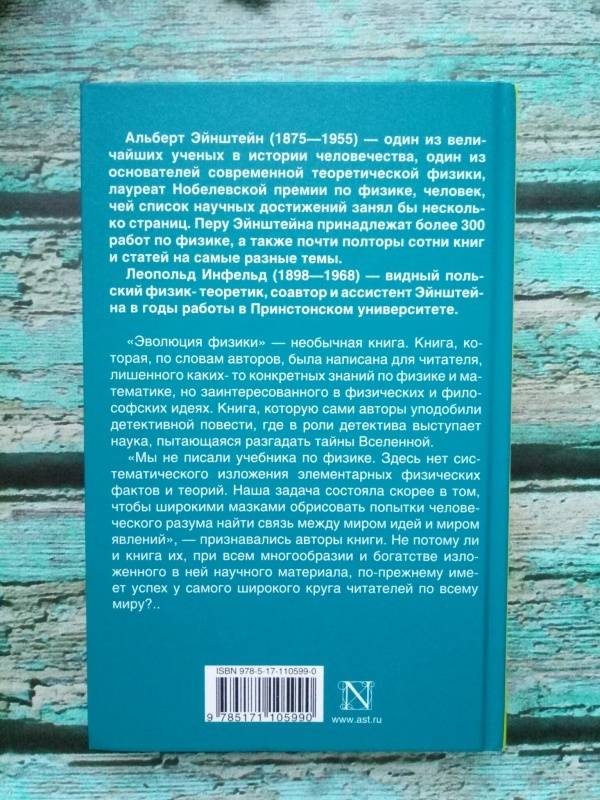 Альберт Эйнштейн (1875—1955) — один из вели-
чайших ученых в истории человечества, один из
основателей современной теоретической физики,
лауреат Нобелевской премии по физике, человек,
чей список научных достижений занял бы несколь-
ко страниц. Перу Эйнштейна принадлежат более 300
работ по физике, а также почти полторы сотни книг
и статей на самые разные темы.
Леопольд Инфельд (1898—1968) — видный поль-
ский физик- теоретик, соавтор и ассистент Эйнштей-
на в годы работы в Принстонском университете.
«Эволюция физики» — необычная книга. Книга, ко-
торая, по словам авторов, была написана для читателя,
лишенного каких- то конкретных знаний по физике и ма-
тематике, но заинтересованного в физических и фило-
софских идеях. Книга, которую сами авторы уподобили
детективной повести, где в роли детектива выступает
наука, пытающаяся разгадать тайны Вселенной.
«Мы не писали учебника по физике. Здесь нет сис-
тематического изложения элементарных физических
фактов и теорий. Наша задача состояла скорее в том,
чтобы широкими мазками обрисовать попытки челове-
ческого разума найти связь между миром идей и миром
явлений», — признавались авторы книги. Не потому ли
и книга их, при всем многообразии и богатстве изло-
женного в ней научного материала, по-прежнему име-
ет успех у самого широкого круга читателей по всему
миру?..
ISBN 978-5-17-110599-0
9 785171 105990
N
www.ast.ru